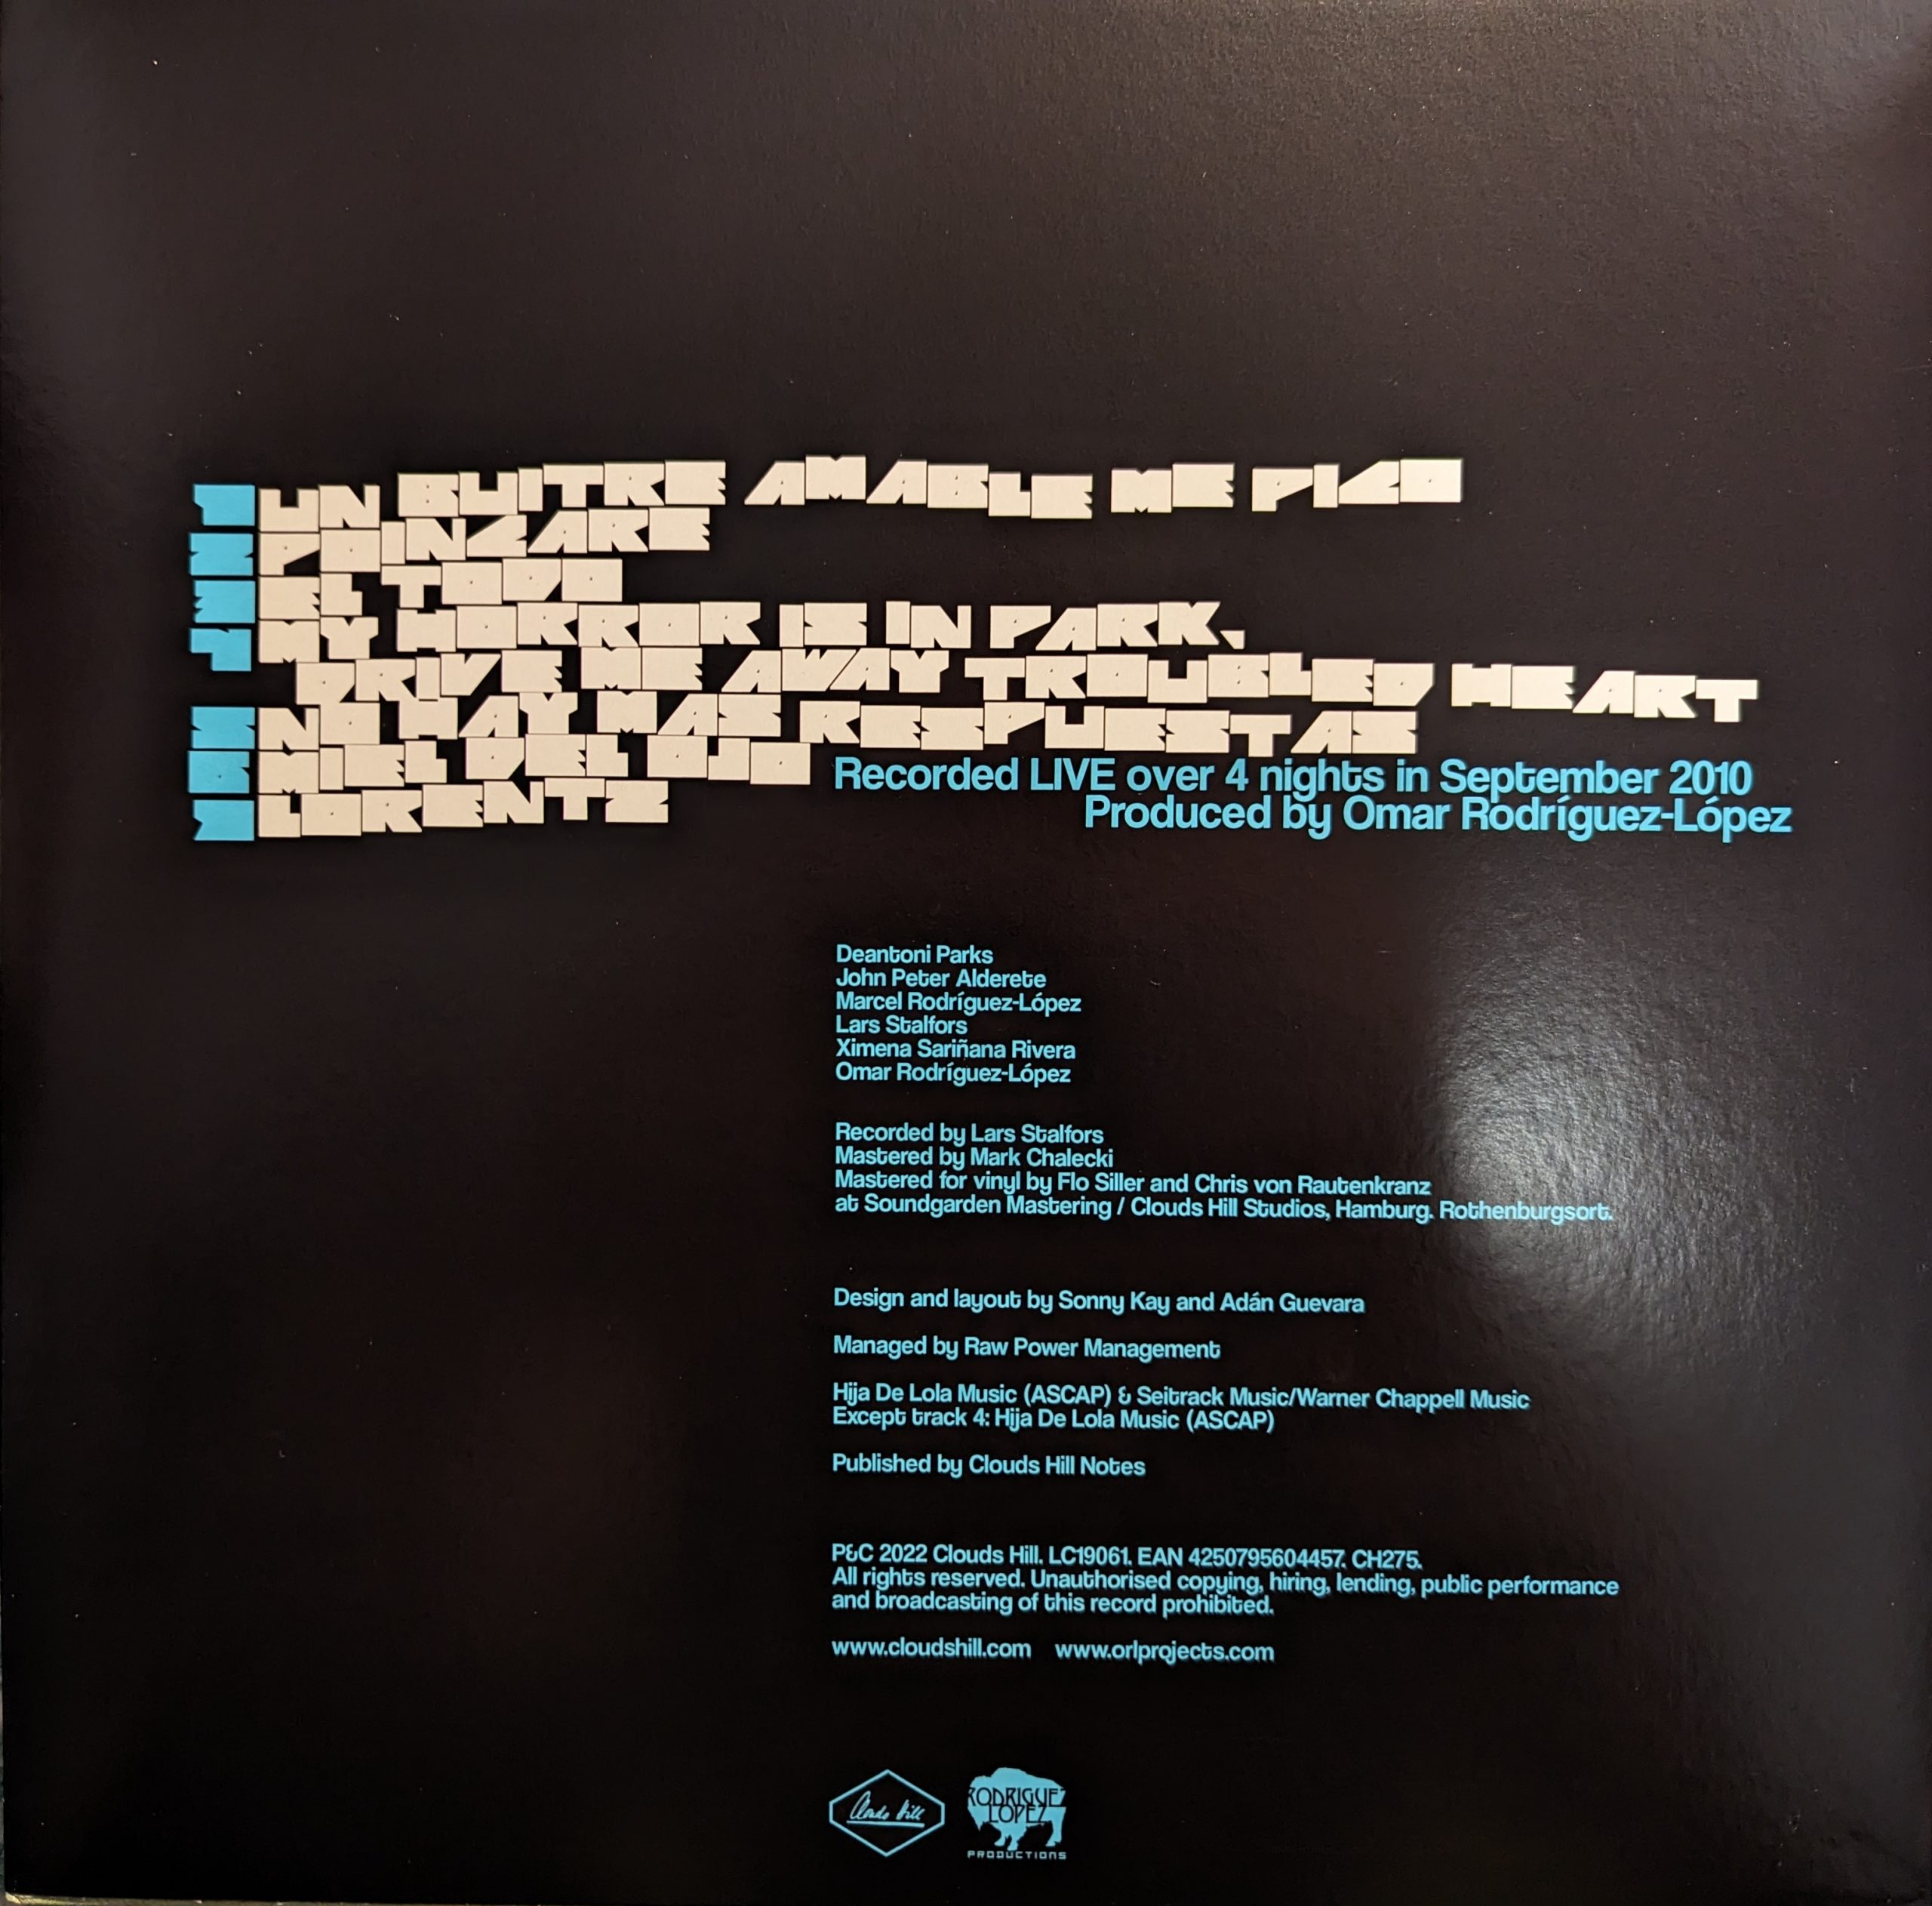 1 UN BUITRE AMABLE ME PICO
2 POINCARE
3 EL TODO
4 MY HORROR IS IN PARK,
DRIVE ME AWAY TROUBLED HEART
5 NO HAY MAS RESPUESTAS
6 MIEL DEL OJO
7 LORENTZ
Recorded LIVE over 4 nights in September 2010
Produced by Omar Rodríguez-López
Deantoni Parks
John Peter Alderete
Marcel Rodríguez-López
Lars Stalfors
Ximena Sariñana Rivera
Omar Rodríguez-López
Recorded by Lars Stalfors
Mastered by Mark Chalecki
Mastered for vinyl by Flo Siller and Chris von Rautenkranz
at Soundgarden Mastering / Clouds Hill Studios, Hamburg. Rothenburgsort.
Design and layout by Sonny Kay and Adán Guevara
Managed by Raw Power Management
Hija De Lola Music (ASCAP) & Seitrack Music/Warner Chappell Music
Except track 4: Hija De Lola Music (ASCAP)
Published by Clouds Hill Notes
P&C 2022 Clouds Hill. LC19061. EAN 4250795604457. CH275.
All rights reserved. Unauthorised copying, hiring, lending, public performance
and broadcasting of this record prohibited.
www.cloudshill.com www.orlprojects.com
Clouds Hill
RODRIGUEZ
LOPEZ
PRODUCTIONS